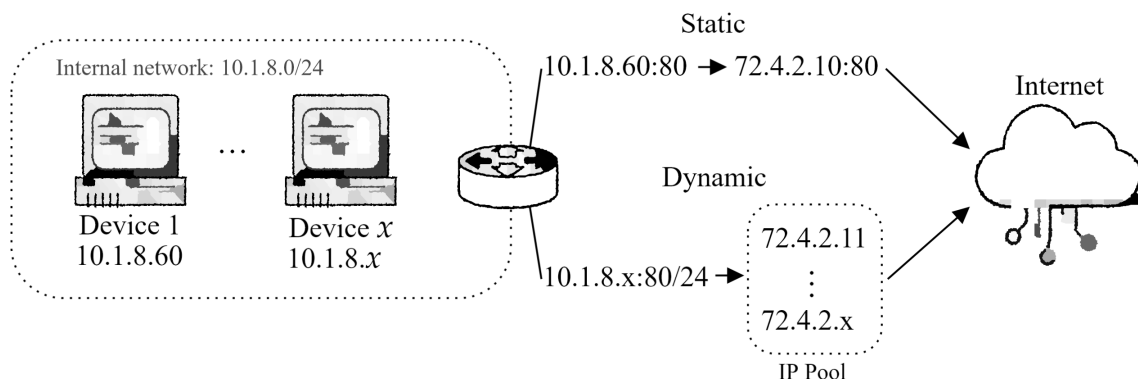 Static
Internal network: 10.1.8.0/24
10.1.8.60:80
72.4.2.10:80
Internet
...
Device 1
10.1.8.60
Device x
10.1.8.x
Dynamic
10.1.8.x:80/24
72.4.2.11
⋮
72.4.2.x
IP Pool